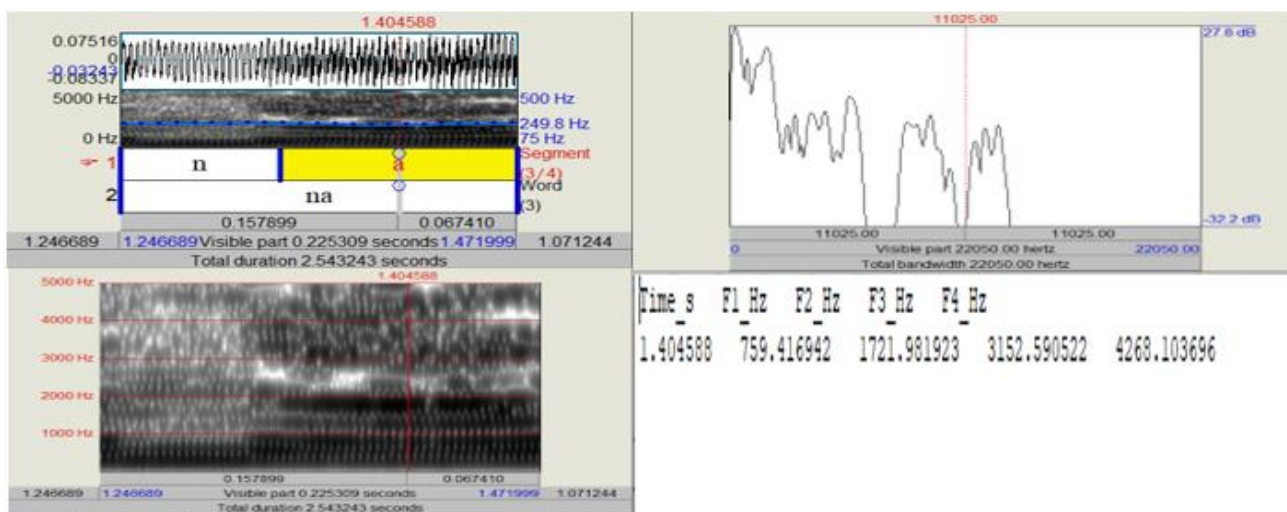 1.404588
0.07516
0
-0.03243
-0.08337
5000 Hz
0 Hz
500 Hz
249.8 Hz
75 Hz
1
n
a
Segment
(3/4)
2
na
Word
(3)
0.157899 0.067410
1.246689 1.246689 Visible part 0.225309 seconds 1.471999 1.071244
Total duration 2.543243 seconds
11025.00
27.8 dB
-32.2 dB
11025.00 11025.00
0 Visible part 22050.00 hertz 22050.00
Total bandwidth 22050.00 hertz
1.404588
5000 Hz
4000 Hz
3000 Hz
2000 Hz
1000 Hz
0.157899 0.067410
1.246689 1.246689 Visible part 0.225309 seconds 1.471999 1.071244
Total duration 2.543243 seconds
Time_s F1_Hz F2_Hz F3_Hz F4_Hz
1.404588 759.416942 1721.981923 3152.590522 4268.103696